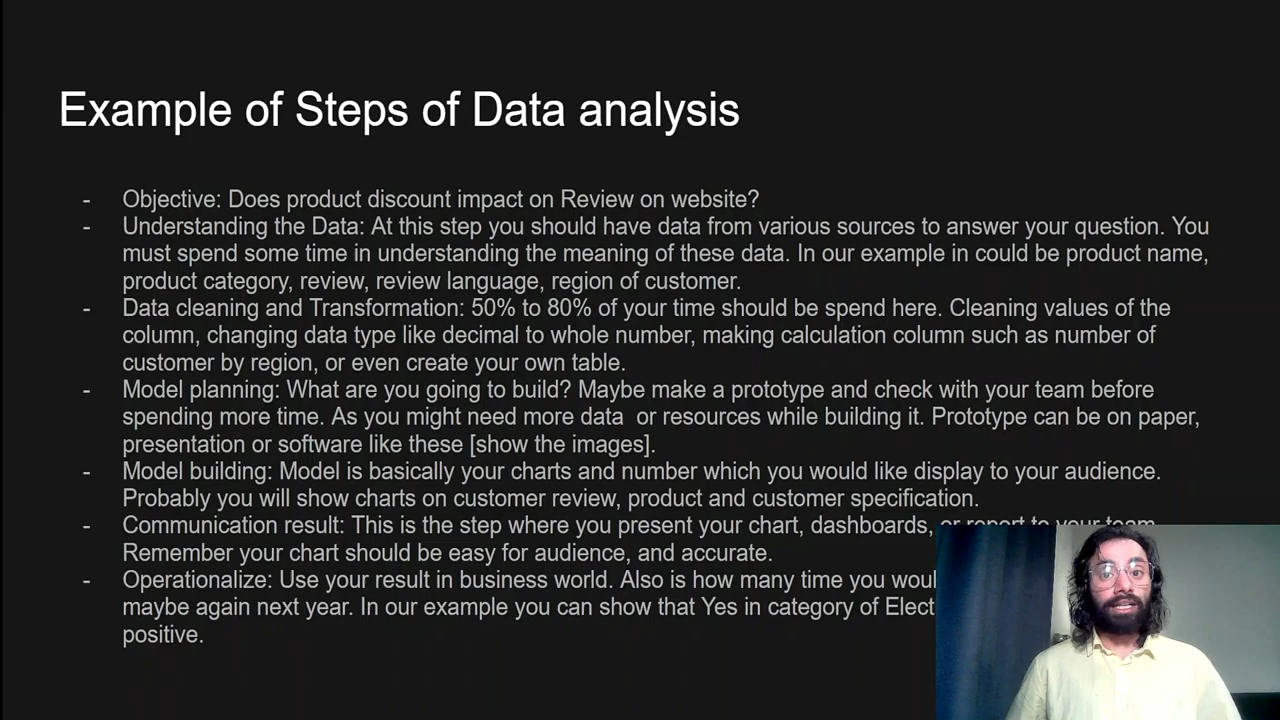 Example of Steps of Data analysis
- Objective: Does product discount impact on Review on website?
- Understanding the Data: At this step you should have data from various sources to answer your question. You
must spend some time in understanding the meaning of these data. In our example in could be product name,
product category, review, review language, region of customer.
- Data cleaning and Transformation: 50% to 80% of your time should be spend here. Cleaning values of the
column, changing data type like decimal to whole number, making calculation column such as number of
customer by region, or even create your own table.
- Model planning: What are you going to build? Maybe make a prototype and check with your team before
spending more time. As you might need more data or resources while building it. Prototype can be on paper,
presentation or software like these [show the images].
- Model building: Model is basically your charts and number which you would like display to your audience.
Probably you will show charts on customer review, product and customer specification.
- Communication result: This is the step where you present your chart, dashboards, or report to your team
Remember your chart should be easy for audience, and accurate.
- Operationalize: Use your result in business world. Also is how many time you
maybe again next year. In our example you can show that Yes in category of
positive.